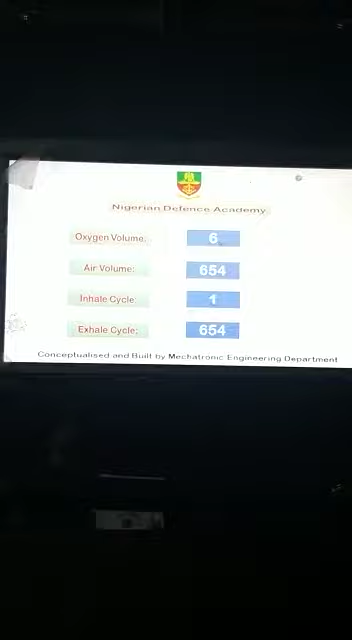 Nigerian Defence Academy
Oxygen Volume: 6
Air Volume: 654
Inhale Cycle: 1
Exhale Cycle: 654
Conceptualised and Built by Mechatronic Engineering Department